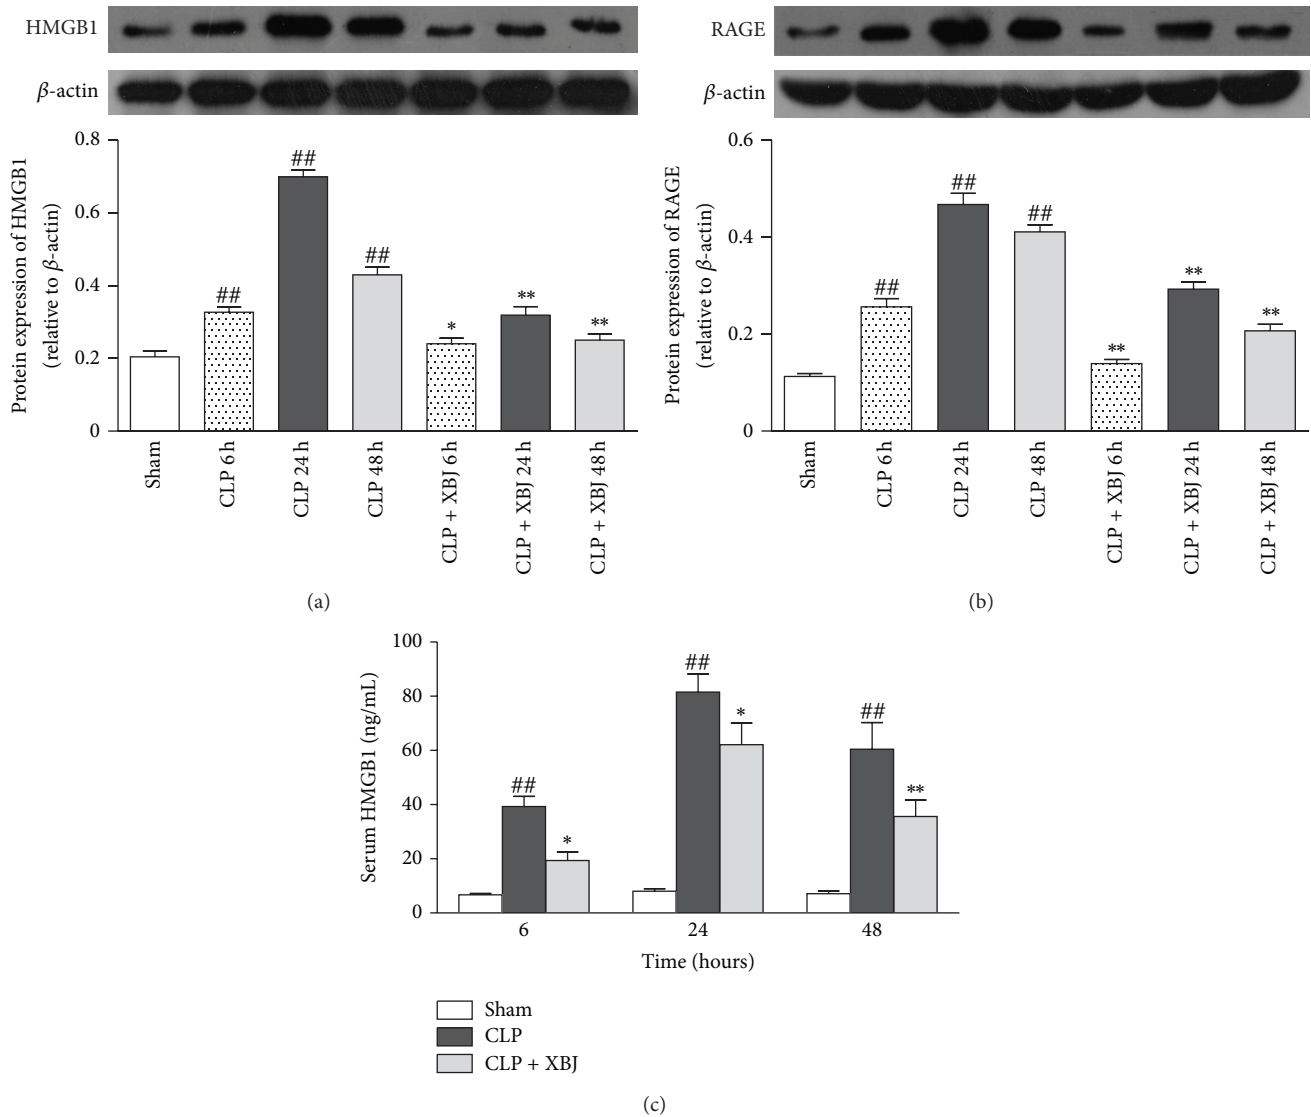 HMGB1
β-actin
Protein expression of HMGB1
(relative to β-actin)
0.8
0.6
0.4
0.2
0
##
##
##
*
**
**
Sham
CLP 6 h
CLP 24 h
CLP 48 h
CLP + XBJ 6 h
CLP + XBJ 24 h
CLP + XBJ 48 h
(a)
RAGE
β-actin
Protein expression of RAGE
(relative to β-actin)
0.6
0.4
0.2
0
##
##
##
**
**
**
Sham
CLP 6 h
CLP 24 h
CLP 48 h
CLP + XBJ 6 h
CLP + XBJ 24 h
CLP + XBJ 48 h
(b)
Serum HMGB1 (ng/mL)
100
80
60
40
20
0
##
*
##
*
##
**
6 24 48
Time (hours)
Sham
CLP
CLP + XBJ
(c)